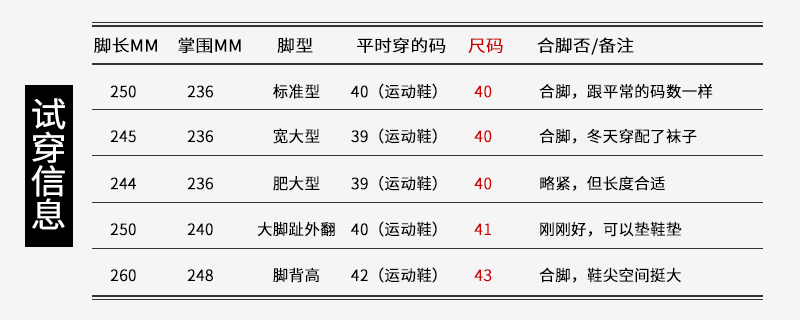 试穿信息
脚长MM 掌围MM 脚型 平时穿的码 尺码 合脚否/备注
250 236 标准型 40（运动鞋） 40 合脚，跟平常的码数一样
245 236 宽大型 39（运动鞋） 40 合脚，冬天穿配了袜子
244 236 肥大型 39（运动鞋） 40 略紧，但长度合适
250 240 大脚趾外翻 40（运动鞋） 41 刚刚好，可以垫鞋垫
260 248 脚背高 42（运动鞋） 43 合脚，鞋尖空间挺大